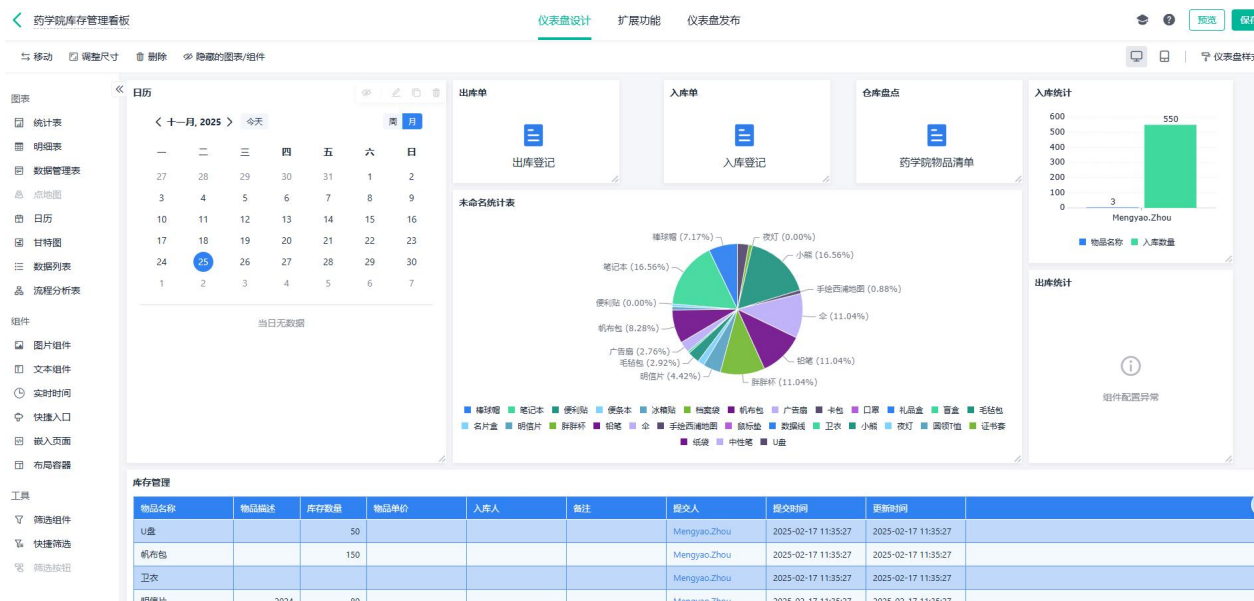 药学院库存管理看板
仪表盘设计 扩展功能 仪表盘发布
预览
移动 调整尺寸 删除 隐藏的图表/组件
仪表盘样式
图表
统计表
明细表
数据管理表
点地图
日历
甘特图
数据列表
流程分析表
组件
图片组件
文本组件
实时时间
快捷入口
嵌入页面
布局容器
工具
筛选组件
快捷筛选
筛选按钮
日历
十一月, 2025 今天 周 月
一 二 三 四 五 六 日
27 28 29 30 31 1 2
3 4 5 6 7 8 9
10 11 12 13 14 15 16
17 18 19 20 21 22 23
24 25 26 27 28 29 30
1 2 3 4 5 6 7
当日无数据
出库单
出库登记
入库单
入库登记
仓库盘点
药学院物品清单
入库统计
600
500
400
300
200
100
0
550
3
Mengyao.Zhou
物品名称 入库数量
未命名统计表
棒球帽 (7.17%)
夜灯 (0.00%)
笔记本 (16.56%)
小熊 (16.56%)
便利贴 (0.00%)
手绘西浦地图 (0.88%)
伞 (11.04%)
帆布包 (8.28%)
广告扇 (2.76%)
毛毡包 (2.92%)
铅笔 (11.04%)
明信片 (4.42%)
胖胖杯 (11.04%)
棒球帽 笔记本 便利贴 便条本 冰箱贴 档案袋 帆布包 广告扇 卡包 口罩 礼品盒 盲盒 毛毡包
名片盒 明信片 胖胖杯 铅笔 伞 手绘西浦地图 鼠标垫 数据线 卫衣 小熊 夜灯 圆领T恤 证书套
纸袋 中性笔 U盘
出库统计
组件配置异常
库存管理
物品名称 物品描述 库存数量 物品单价 入库人 备注 提交人 提交时间 更新时间
U盘 50 Mengyao.Zhou 2025-02-17 11:35:27 2025-02-17 11:35:27
帆布包 150 Mengyao.Zhou 2025-02-17 11:35:27 2025-02-17 11:35:27
卫衣 Mengyao.Zhou 2025-02-17 11:35:27 2025-02-17 11:35:27
明信片 2024 80 Mengyao.Zhou 2025-02-17 11:35:27 2025-02-17 11:35:27